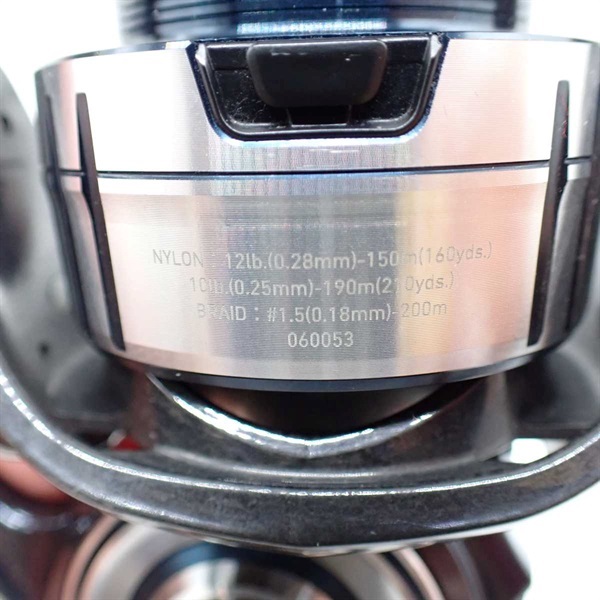 NYLON : 12lb.(0.28mm)-150m(160yds.)
10lb.(0.25mm)-190m(210yds.)
BRAID : #1.5(0.18mm)-200m
060053